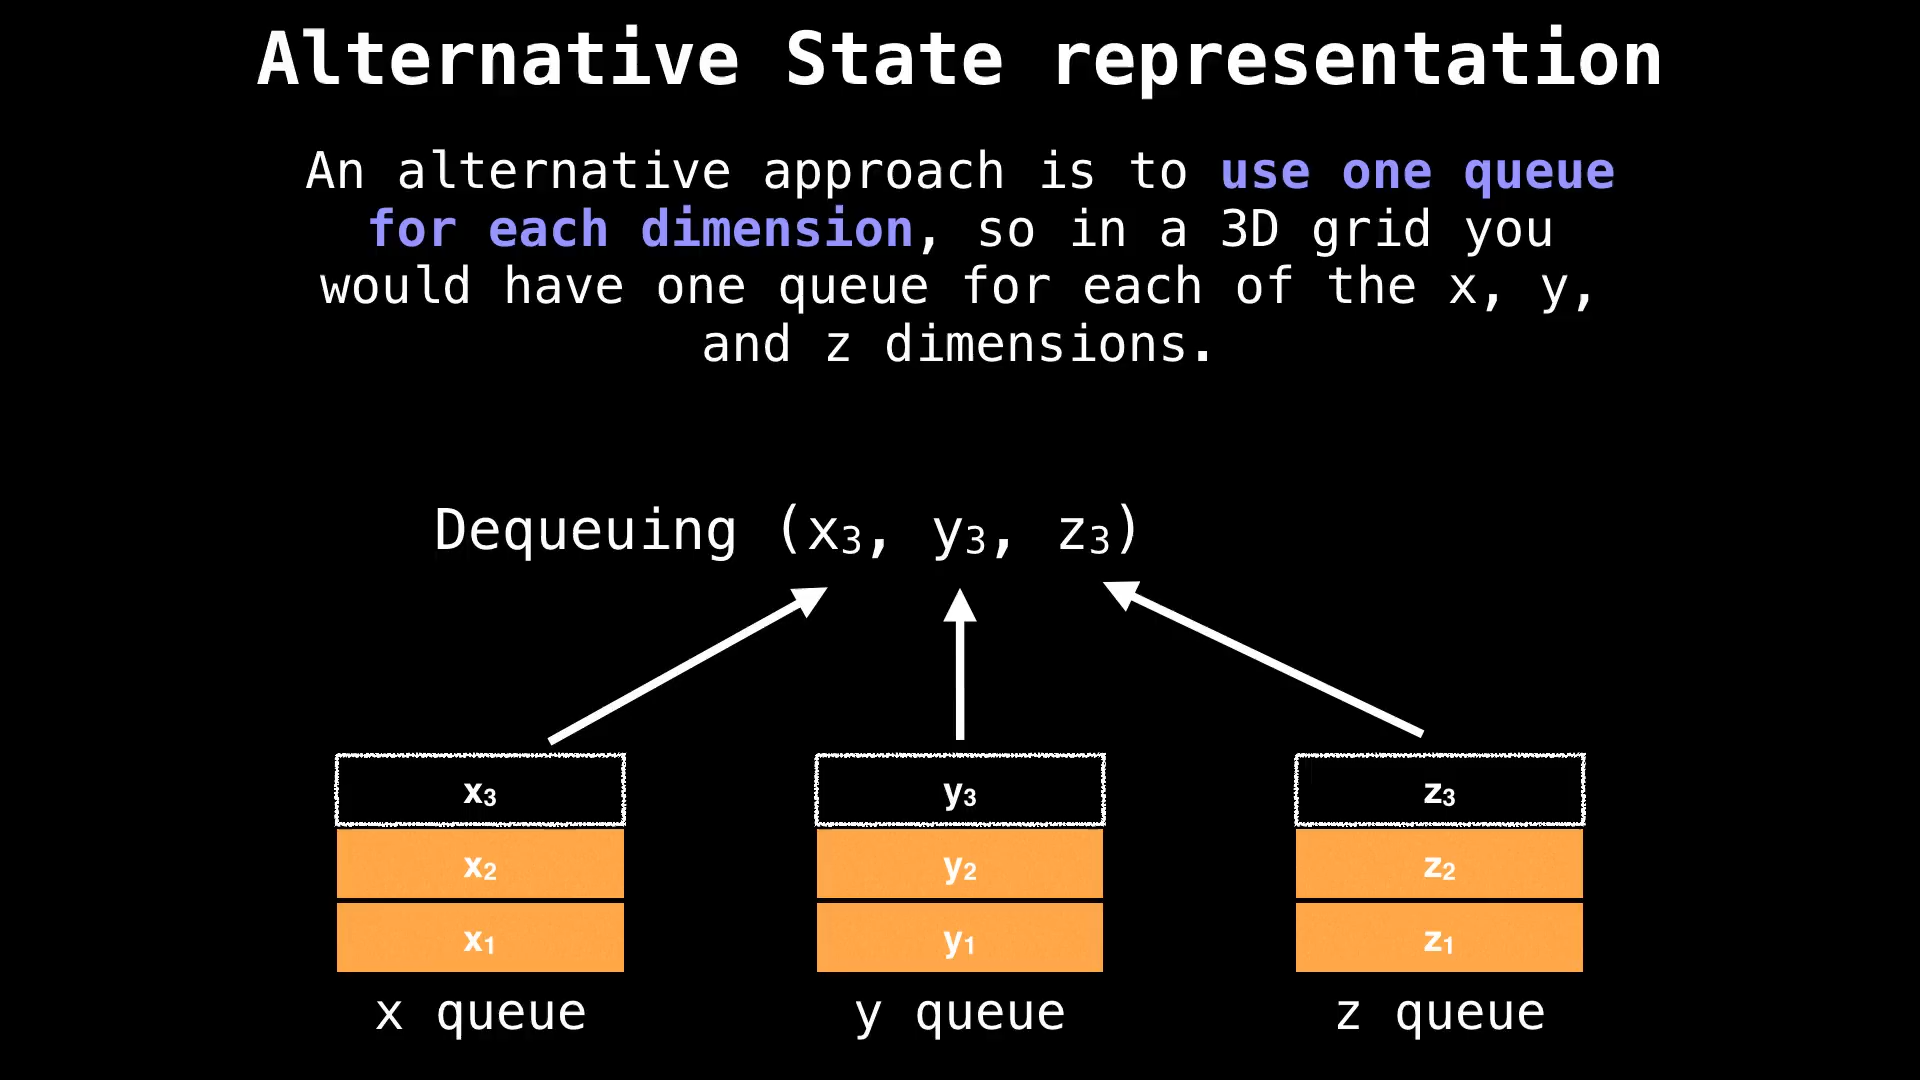 Alternative State representation
An alternative approach is to use one queue
for each dimension, so in a 3D grid you
would have one queue for each of the x, y,
and z dimensions.
Dequeuing (x₃, y₃, z₃)
x₃ y₃ z₃
x₂ y₂ z₂
x₁ y₁ z₁
x queue y queue z queue